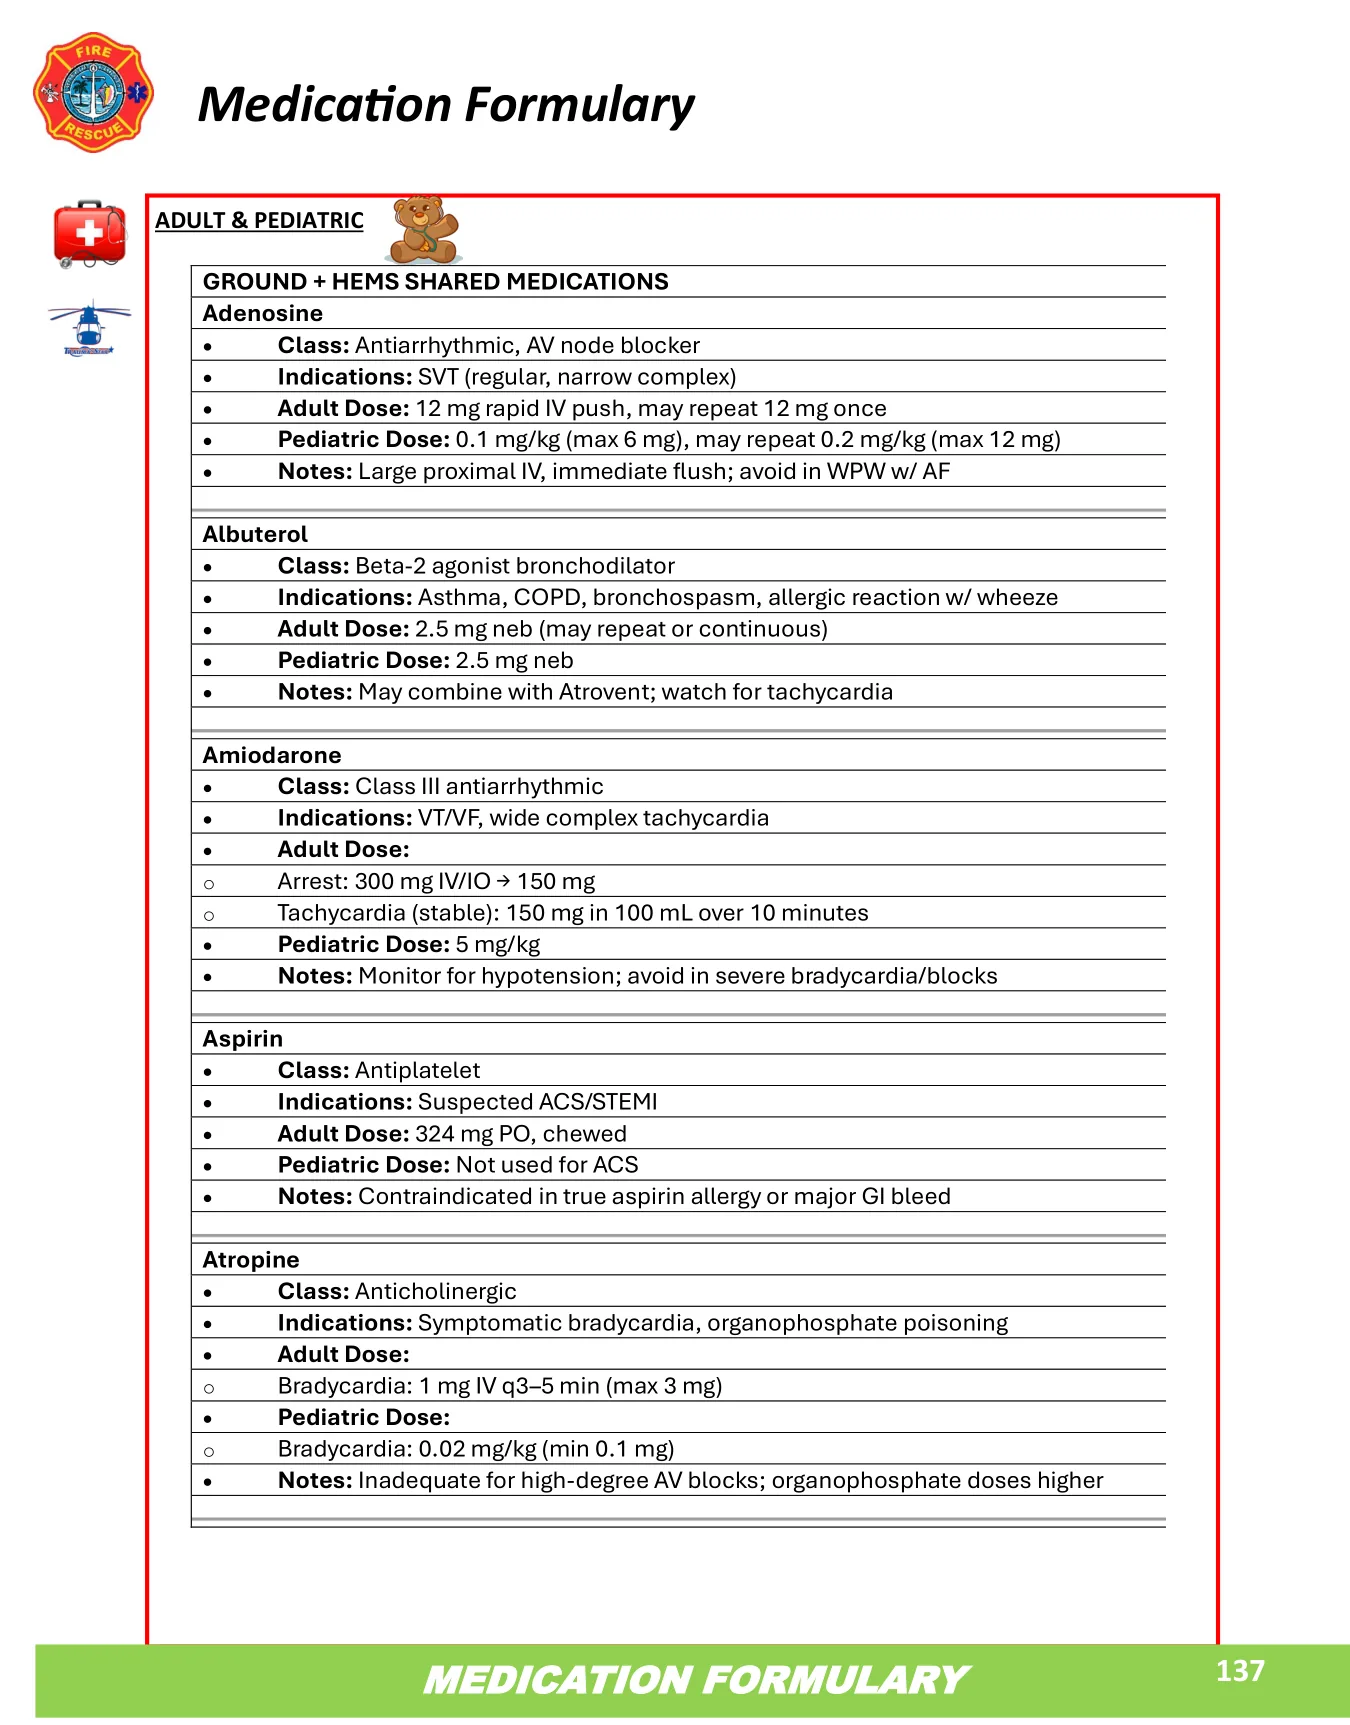 FIRE
RESCUE
Medication Formulary
ADULT & PEDIATRIC
GROUND + HEMS SHARED MEDICATIONS
Adenosine
• Class: Antiarrhythmic, AV node blocker
• Indications: SVT (regular, narrow complex)
• Adult Dose: 12 mg rapid IV push, may repeat 12 mg once
• Pediatric Dose: 0.1 mg/kg (max 6 mg), may repeat 0.2 mg/kg (max 12 mg)
• Notes: Large proximal IV, immediate flush; avoid in WPW w/ AF
Albuterol
• Class: Beta-2 agonist bronchodilator
• Indications: Asthma, COPD, bronchospasm, allergic reaction w/ wheeze
• Adult Dose: 2.5 mg neb (may repeat or continuous)
• Pediatric Dose: 2.5 mg neb
• Notes: May combine with Atrovent; watch for tachycardia
Amiodarone
• Class: Class III antiarrhythmic
• Indications: VT/VF, wide complex tachycardia
• Adult Dose:
o Arrest: 300 mg IV/IO → 150 mg
o Tachycardia (stable): 150 mg in 100 mL over 10 minutes
• Pediatric Dose: 5 mg/kg
• Notes: Monitor for hypotension; avoid in severe bradycardia/blocks
Aspirin
• Class: Antiplatelet
• Indications: Suspected ACS/STEMI
• Adult Dose: 324 mg PO, chewed
• Pediatric Dose: Not used for ACS
• Notes: Contraindicated in true aspirin allergy or major GI bleed
Atropine
• Class: Anticholinergic
• Indications: Symptomatic bradycardia, organophosphate poisoning
• Adult Dose:
o Bradycardia: 1 mg IV q3–5 min (max 3 mg)
• Pediatric Dose:
o Bradycardia: 0.02 mg/kg (min 0.1 mg)
• Notes: Inadequate for high-degree AV blocks; organophosphate doses higher
MEDICATION FORMULARY
137